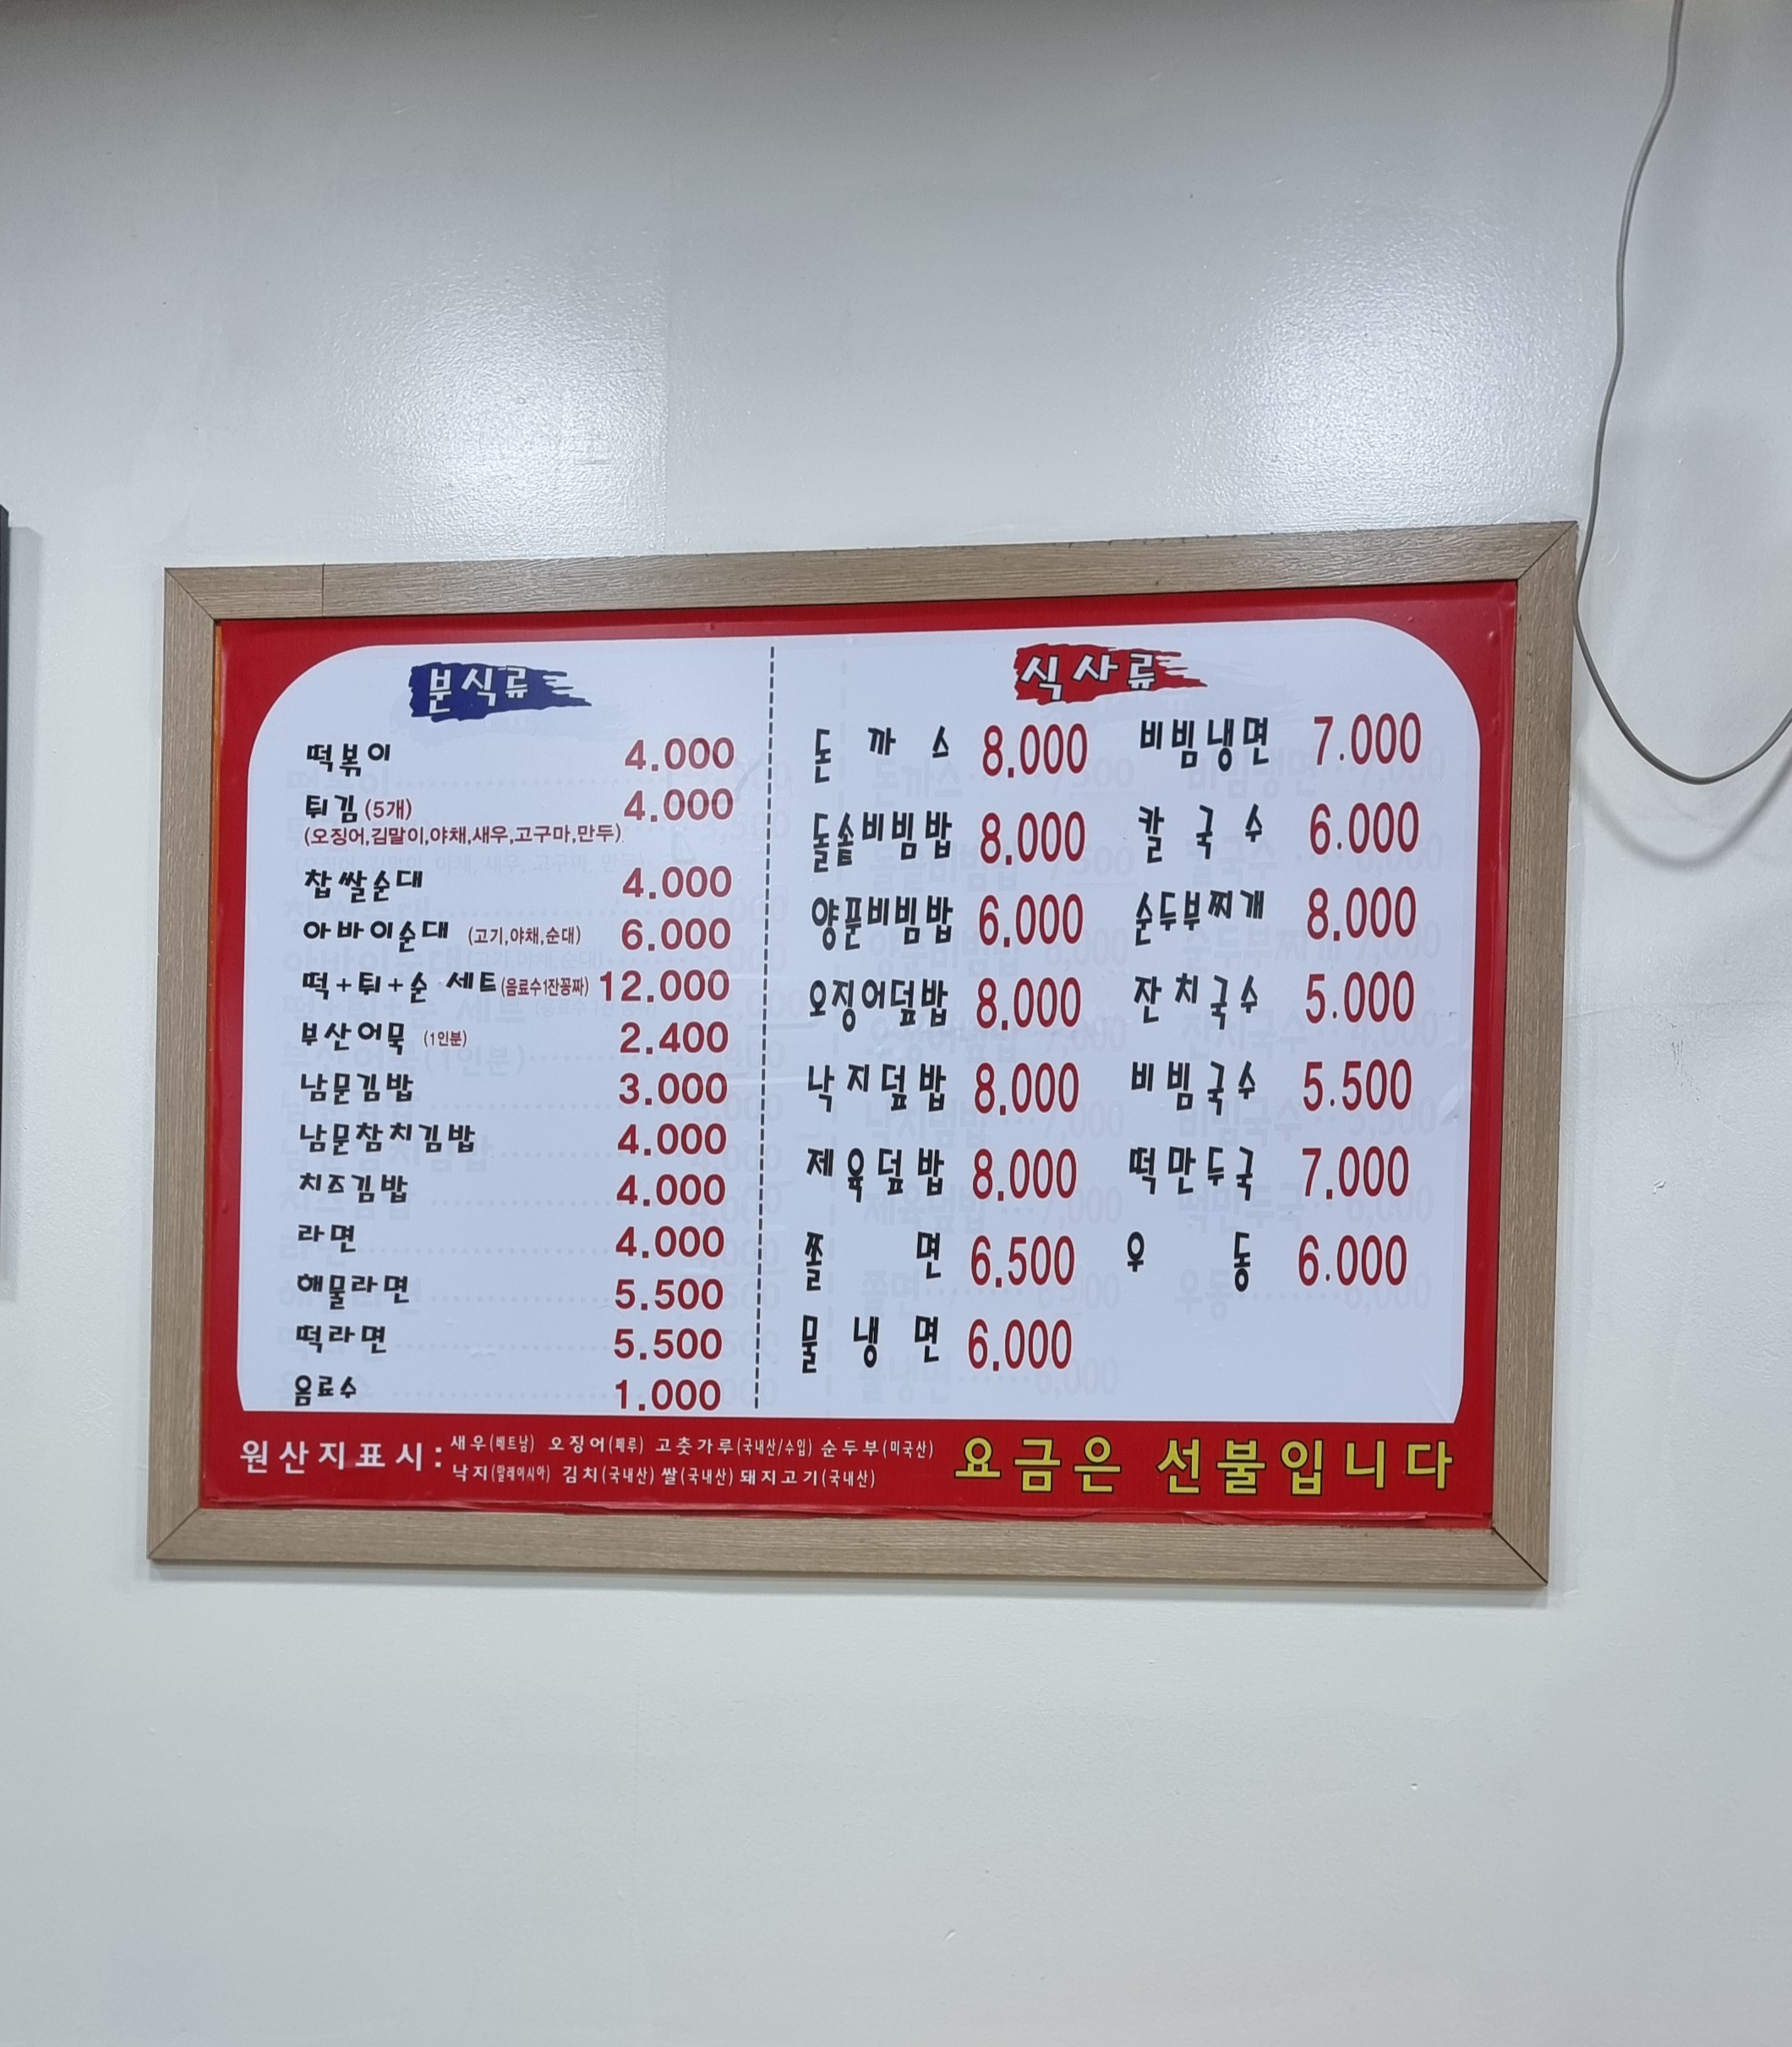 분식류
떡볶이 4.000
튀김 (5개) 4.000
(오징어,김말이,야채,새우,고구마,만두)
찹쌀순대 4.000
아바이순대 (고기,야채,순대) 6.000
떡+튀+순 세트 (음료수1잔꽁짜) 12.000
부산어묵 (1인분) 2.400
남문김밥 3.000
남문참치김밥 4.000
치즈김밥 4.000
라면 4.000
해물라면 5.500
떡라면 5.500
음료수 1.000
식사류
돈까스 8.000 비빔냉면 7.000
돌솥비빔밥 8.000 칼국수 6.000
양푼비빔밥 6.000 순두부찌개 8.000
오징어덮밥 8.000 잔치국수 5.000
낙지덮밥 8.000 비빔국수 5.500
제육덮밥 8.000 떡만두국 7.000
쫄면 6.500 우동 6.000
물냉면 6.000
원산지표시: 새우(베트남) 오징어(페루) 고춧가루(국내산/수입) 순두부(미국산)
낙지(말레이시아) 김치(국내산) 쌀(국내산) 돼지고기(국내산)
요금은 선불입니다